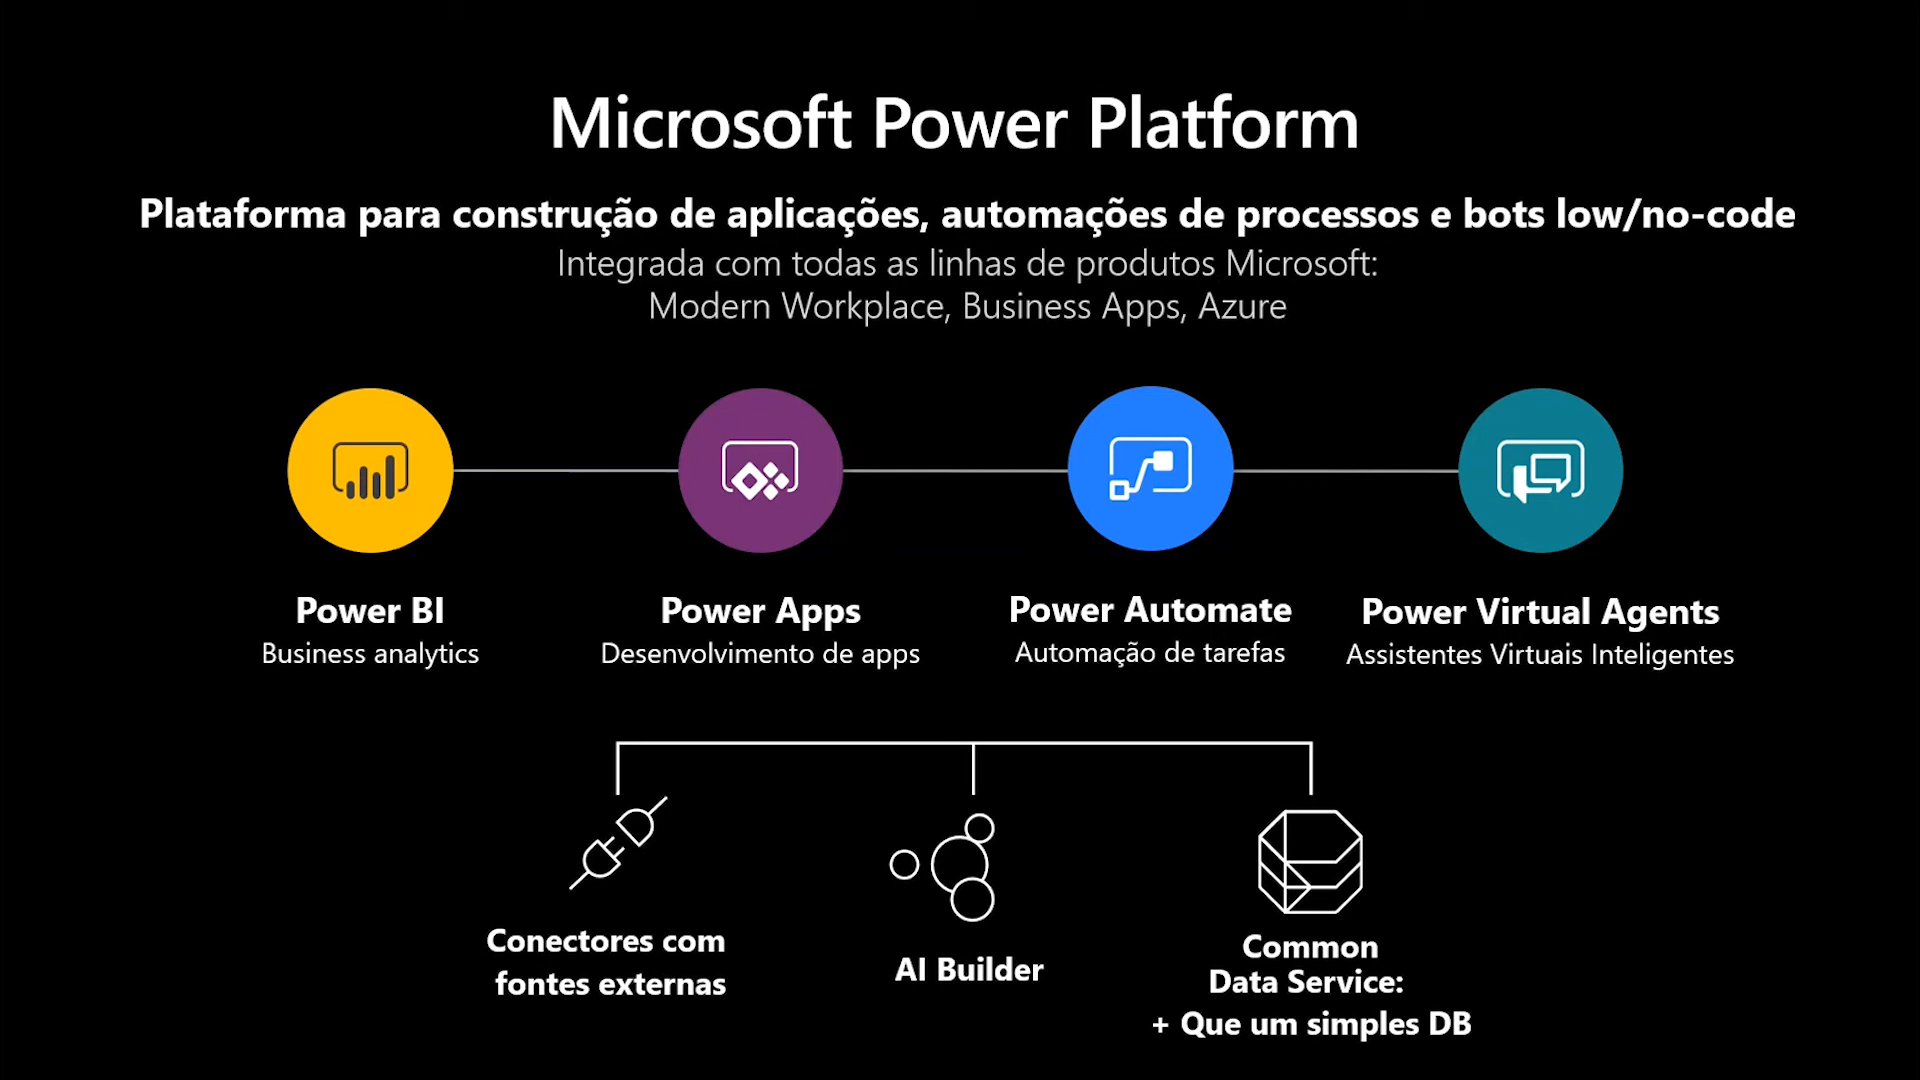 Microsoft Power Platform
Plataforma para construção de aplicações, automações de processos e bots low/no-code
Integrada com todas as linhas de produtos Microsoft:
Modern Workplace, Business Apps, Azure
Power BI
Business analytics
Power Apps
Desenvolvimento de apps
Power Automate
Automação de tarefas
Power Virtual Agents
Assistentes Virtuais Inteligentes
Conectores com
fontes externas
AI Builder
Common
Data Service:
+ Que um simples DB